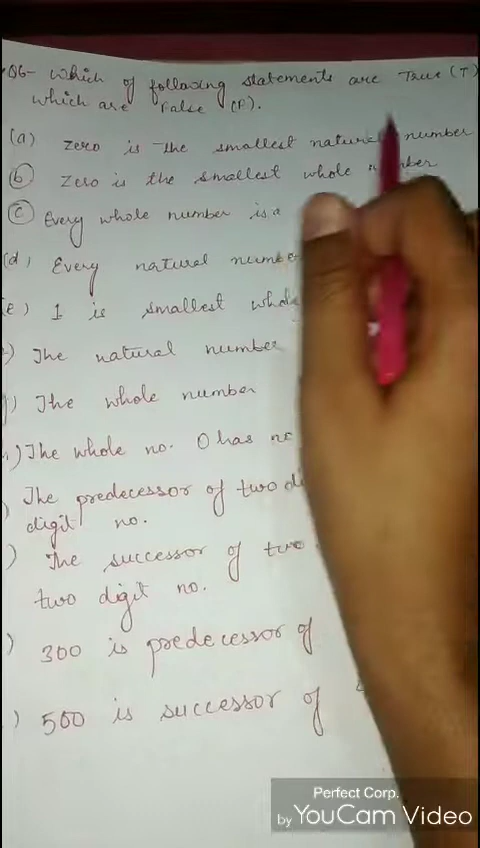 Q6- Which of following statements are True (T)
which are False (F).
(a) Zero is the smallest natural number
(b) Zero is the smallest whole number
(c) Every whole number is a
(d) Every natural number
(e) 1 is smallest whole
) The natural number
) The whole number
) The whole no. 0 has no
) The predecessor of two di
digit no.
) The successor of two
two digit no.
) 300 is predecessor of
) 500 is successor of
Perfect Corp.
by YouCam Video